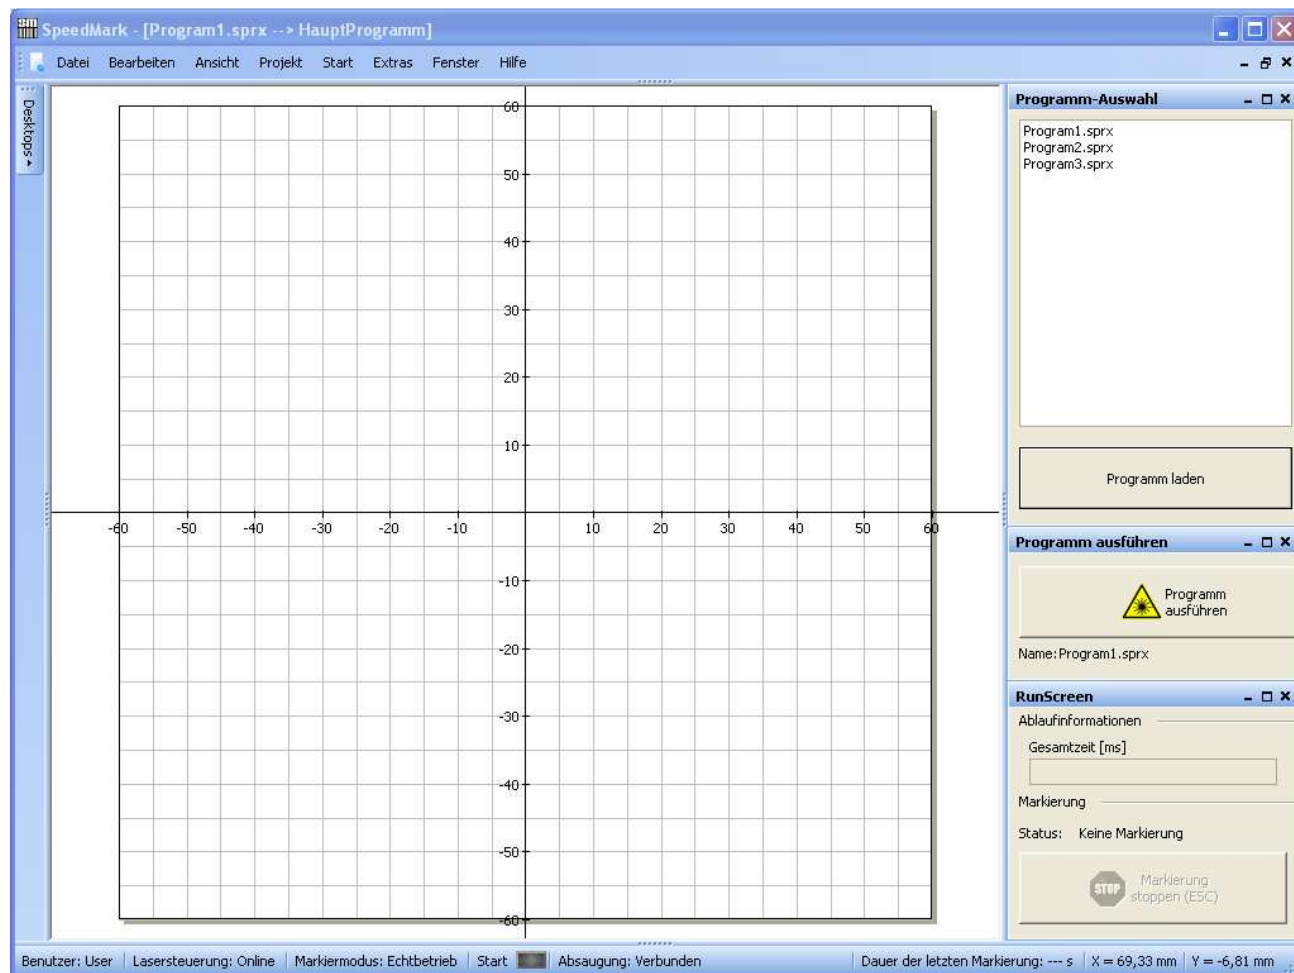 SpeedMark - [Program1.sprx --> HauptProgramm]
Datei Bearbeiten Ansicht Projekt Start Extras Fenster Hilfe
Desktops
60
50
40
30
20
10
-60 -50 -40 -30 -20 -10 10 20 30 40 50 60
-10
-20
-30
-40
-50
-60
Programm-Auswahl
Program1.sprx
Program2.sprx
Program3.sprx
Programm laden
Programm ausführen
Programm
ausführen
Name:Program1.sprx
RunScreen
Ablaufinformationen
Gesamtzeit [ms]
Markierung
Status: Keine Markierung
STOP
Markierung
stoppen (ESC)
Benutzer: User Lasersteuerung: Online Markiermodus: Echtbetrieb Start Absaugung: Verbunden Dauer der letzten Markierung: --- s X = 69,33 mm Y = -6,81 mm